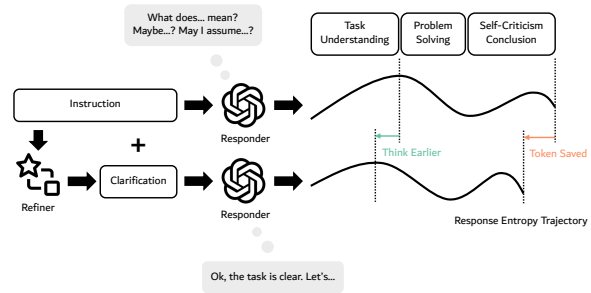 What does... mean?
Maybe...? May I assume...?
Task
Understanding
Problem
Solving
Self-Criticism
Conclusion
Instruction
Responder
+
Think Earlier
Token Saved
Clarification
Refiner
Responder
Response Entropy Trajectory
Ok, the task is clear. Let's...